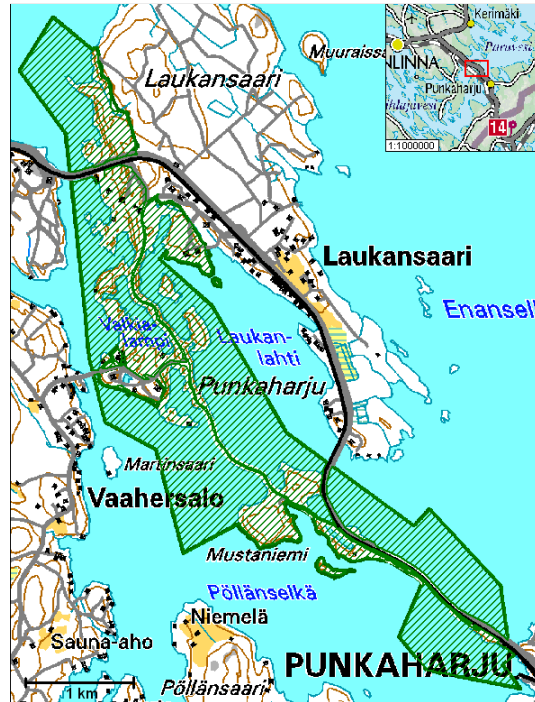 Kerimäki
NLINNA
Puruvesi
Punkaharju
14
1:1000000
Muuraissa
Laukansaari
Laukansaari
Enansel
Valkia-
lampi
Laukan-
lahti
Punkaharju
Martinsaari
Vaahersalo
Mustaniemi
Pöllänselkä
Niemelä
Sauna-aho
PUNKAHARJU
1 km
Pöllänsaari